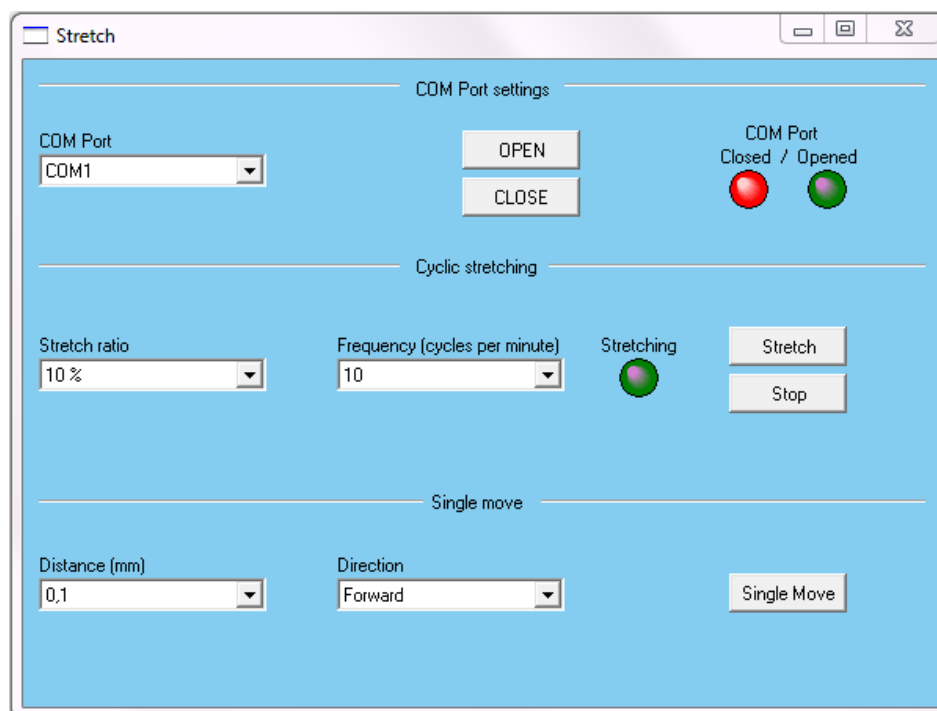 Stretch
COM Port settings
COM Port
COM1
OPEN
CLOSE
COM Port
Closed / Opened
Cyclic stretching
Stretch ratio
10 %
Frequency (cycles per minute)
10
Stretching
Stretch
Stop
Single move
Distance (mm)
0,1
Direction
Forward
Single Move